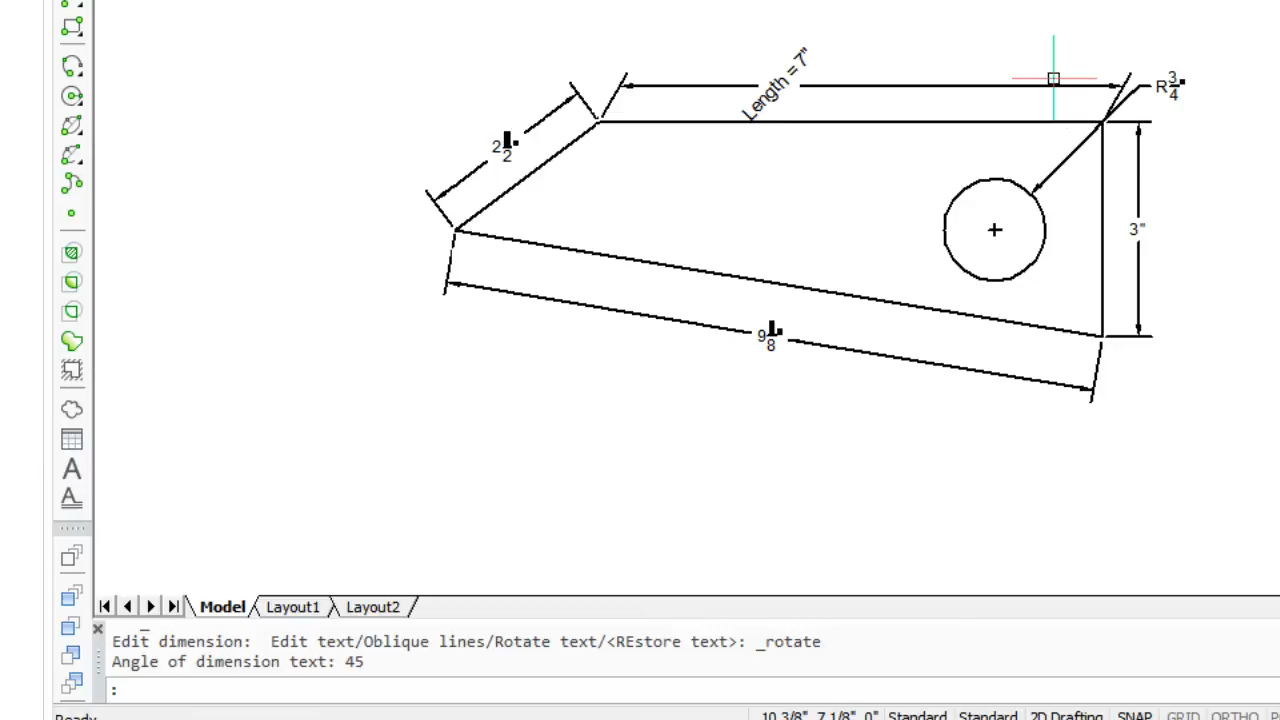 Length = 7"
R3/4"
2 1/2"
3"
9 1/8"
A
A
Model
Layout1
Layout2
Edit dimension:  Edit text/Oblique lines/Rotate text/<REstore text>: _rotate
Angle of dimension text: 45
:
Ready
10 3/8", 7 1/8", 0" Standard Standard 2D Drafting SNAP GRID ORTHO